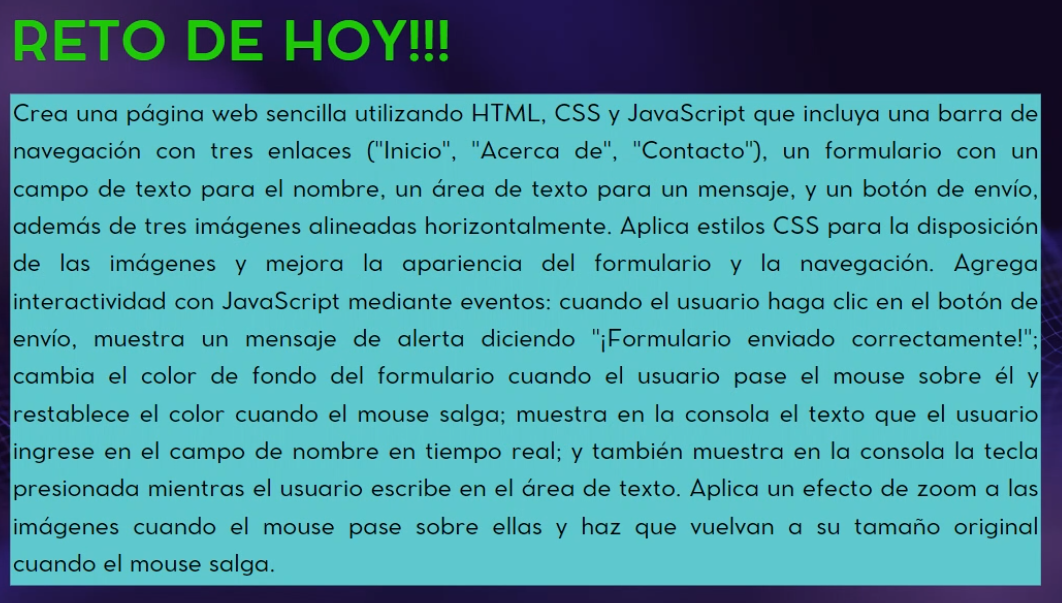 RETO DE HOY!!!
Crea una página web sencilla utilizando HTML, CSS y JavaScript que incluya una barra de
navegación con tres enlaces ("Inicio", "Acerca de", "Contacto"), un formulario con un
campo de texto para el nombre, un área de texto para un mensaje, y un botón de envío,
además de tres imágenes alineadas horizontalmente. Aplica estilos CSS para la disposición
de las imágenes y mejora la apariencia del formulario y la navegación. Agrega
interactividad con JavaScript mediante eventos: cuando el usuario haga clic en el botón de
envío, muestra un mensaje de alerta diciendo "¡Formulario enviado correctamente!";
cambia el color de fondo del formulario cuando el usuario pase el mouse sobre él y
restablece el color cuando el mouse salga; muestra en la consola el texto que el usuario
ingrese en el campo de nombre en tiempo real; y también muestra en la consola la tecla
presionada mientras el usuario escribe en el área de texto. Aplica un efecto de zoom a las
imágenes cuando el mouse pase sobre ellas y haz que vuelvan a su tamaño original
cuando el mouse salga.